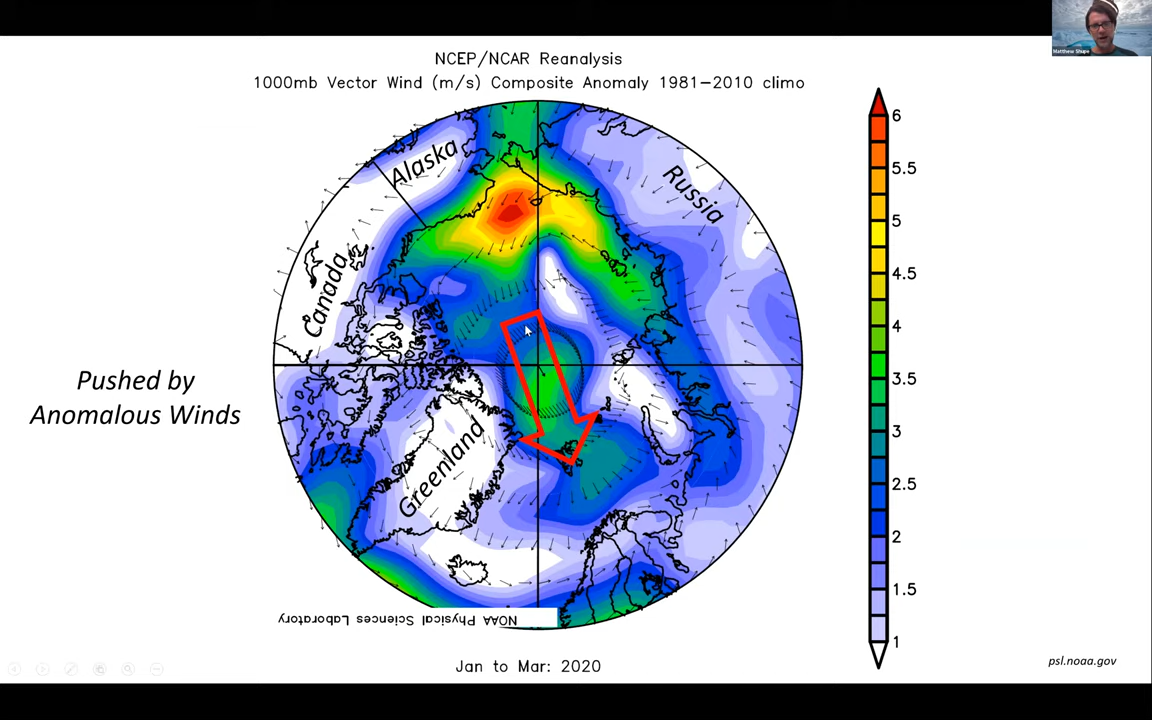 Matthew Shupe
NCEP/NCAR Reanalysis
1000mb Vector Wind (m/s) Composite Anomaly 1981−2010 climo
Alaska
Russia
Canada
Greenland
Pushed by
Anomalous Winds
6
5.5
5
4.5
4
3.5
3
2.5
2
1.5
1
NOAA Physical Sciences Laboratory
Jan to Mar: 2020
psl.noaa.gov